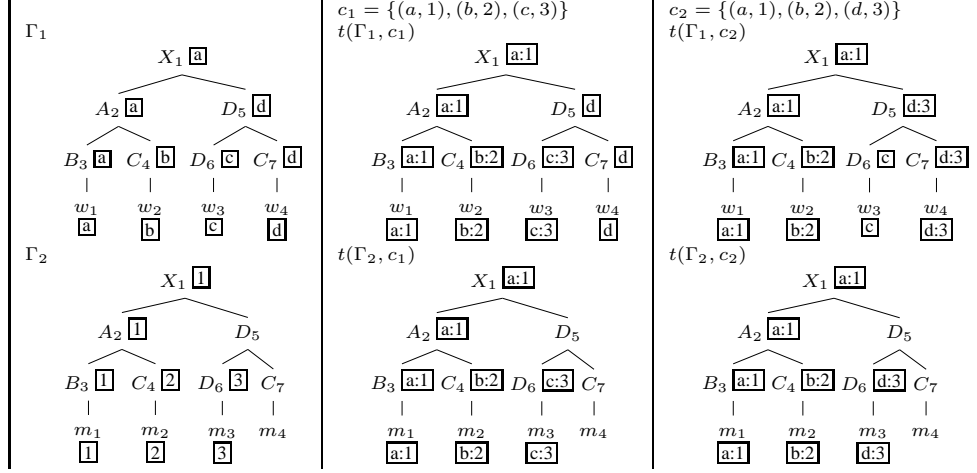 Γ1
X1 a
A2 a D5 d
B3 a C4 b D6 c C7 d
w1 w2 w3 w4
a b c d
Γ2
X1 1
A2 1 D5
B3 1 C4 2 D6 3 C7
m1 m2 m3 m4
1 2 3
c1 = {(a, 1), (b, 2), (c, 3)}
t(Γ1, c1)
X1 a:1
A2 a:1 D5 d
B3 a:1 C4 b:2 D6 c:3 C7 d
w1 w2 w3 w4
a:1 b:2 c:3 d
t(Γ2, c1)
X1 a:1
A2 a:1 D5
B3 a:1 C4 b:2 D6 c:3 C7
m1 m2 m3 m4
a:1 b:2 c:3
c2 = {(a, 1), (b, 2), (d, 3)}
t(Γ1, c2)
X1 a:1
A2 a:1 D5 d:3
B3 a:1 C4 b:2 D6 c C7 d:3
w1 w2 w3 w4
a:1 b:2 c d:3
t(Γ2, c2)
X1 a:1
A2 a:1 D5
B3 a:1 C4 b:2 D6 d:3 C7
m1 m2 m3 m4
a:1 b:2 d:3